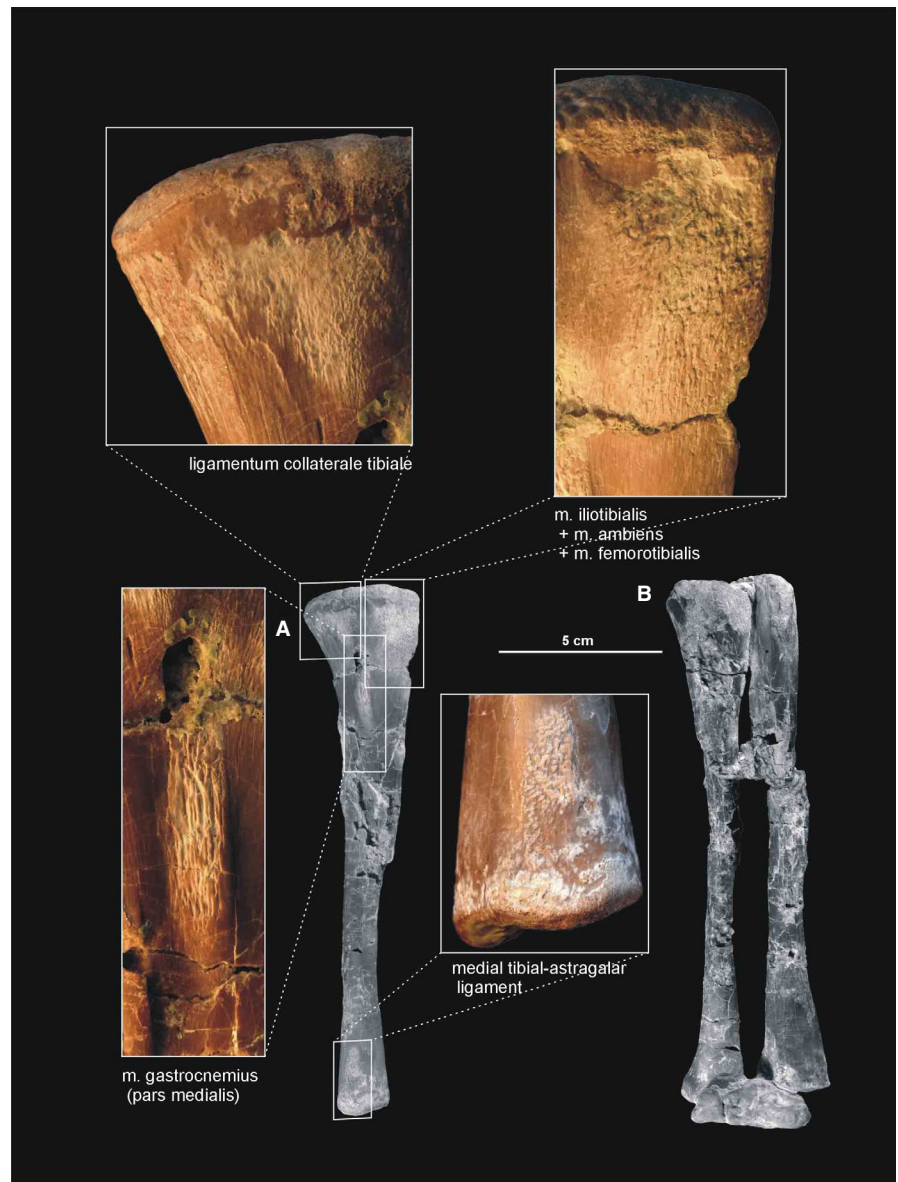 ligamentum collaterale tibiale
m. iliotibialis
+ m. ambiens
+ m. femorotibialis
A
B
5 cm
medial tibial-astragalar
ligament
m. gastrocnemius
(pars medialis)